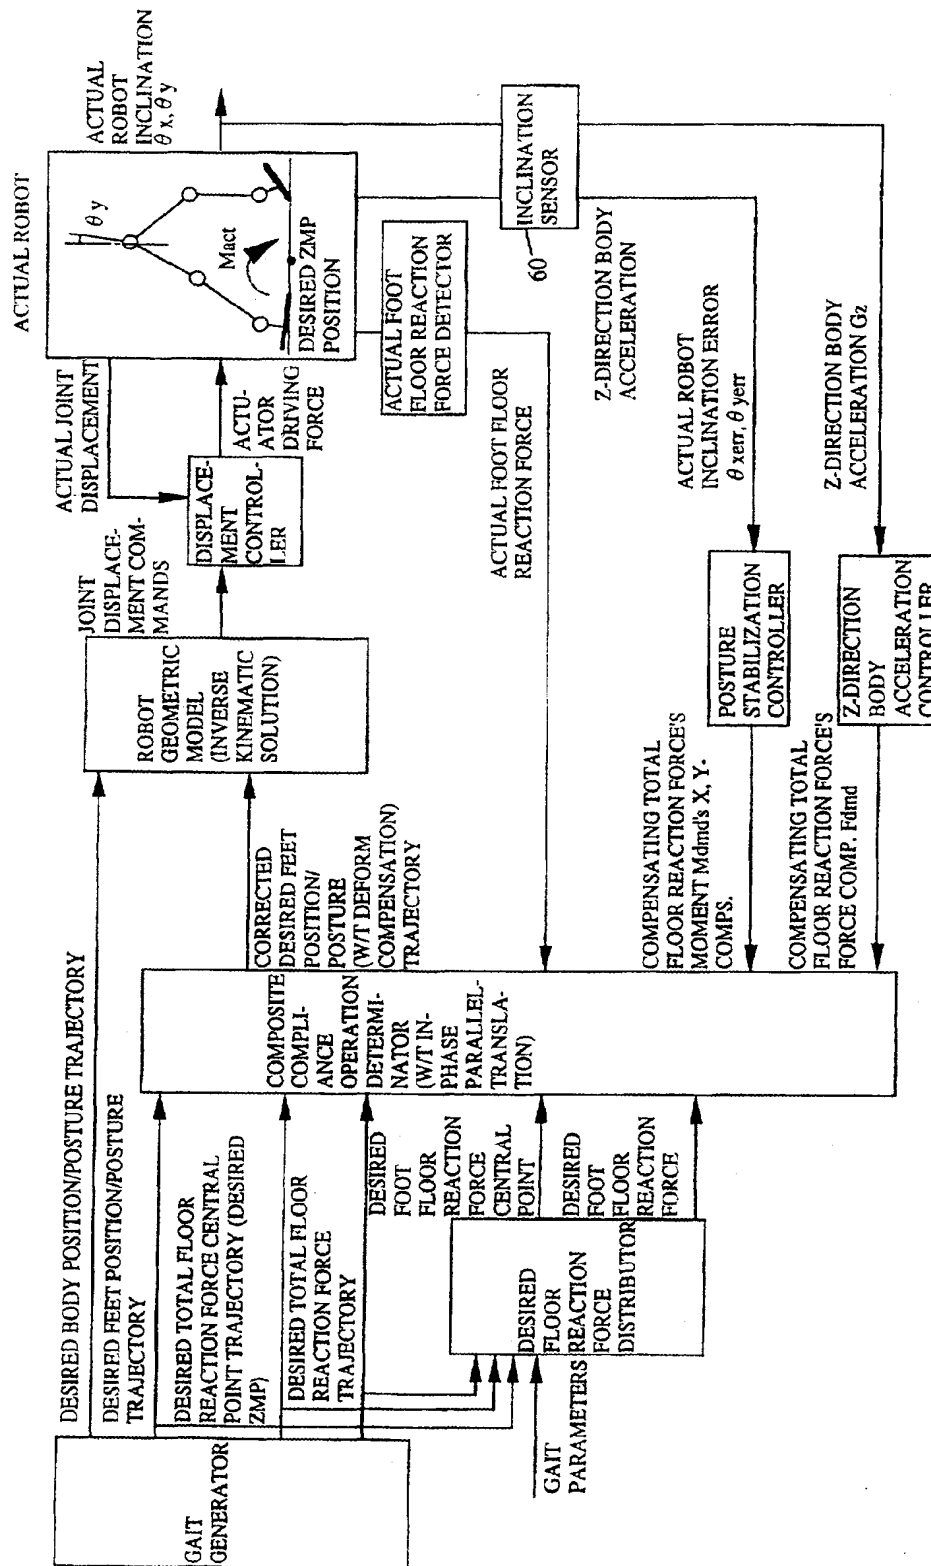 GAIT
GENERATOR
DESIRED BODY POSITION/POSTURE TRAJECTORY
DESIRED FEET POSITION/POSTURE
TRAJECTORY
DESIRED TOTAL FLOOR
REACTION FORCE CENTRAL
POINT TRAJECTORY (DESIRED
ZMP)
DESIRED TOTAL FLOOR
REACTION FORCE
TRAJECTORY
GAIT
PARAMETERS
DESIRED
FLOOR
REACTION
FORCE
DISTRIBUTOR
DESIRED
FOOT
FLOOR
REACTION
FORCE
CENTRAL
POINT
DESIRED
FOOT
FLOOR
REACTION
FORCE
COMPOSITE
COMPLI-
ANCE
OPERATION
DETERMI-
NATOR
(W/T IN-
PHASE
PARALLEL-
TRANSLA-
TION)
CORRECTED
DESIRED FEET
POSITION/
POSTURE
(W/T DEFORM
COMPENSATION)
TRAJECTORY
ROBOT
GEOMETRIC
MODEL
(INVERSE
KINEMATIC
SOLUTION)
JOINT
DISPLACE-
MENT COM-
MANDS
DISPLACE-
MENT
CONTROL-
LER
ACTUAL JOINT
DISPLACEMENT
ACTU-
ATOR
DRIVING
FORCE
ACTUAL ROBOT
θ y
Mact
DESIRED ZMP
POSITION
ACTUAL
ROBOT
INCLINATION
θ x, θ y
ACTUAL FOOT
FLOOR REACTION
FORCE DETECTOR
ACTUAL FOOT FLOOR
REACTION FORCE
INCLINATION
SENSOR
60
Z-DIRECTION BODY
ACCELERATION
ACTUAL ROBOT
INCLINATION ERROR
θ xerr, θ yerr
Z-DIRECTION BODY
ACCELERATION Gz
POSTURE
STABILIZATION
CONTROLLER
Z-DIRECTION
BODY
ACCELERATION
CONTROLLER
COMPENSATING TOTAL
FLOOR REACTION FORCE'S
MOMENT Mdmd's X, Y-
COMPS.
COMPENSATING TOTAL
FLOOR REACTION FORCE'S
FORCE COMP. Fdmd